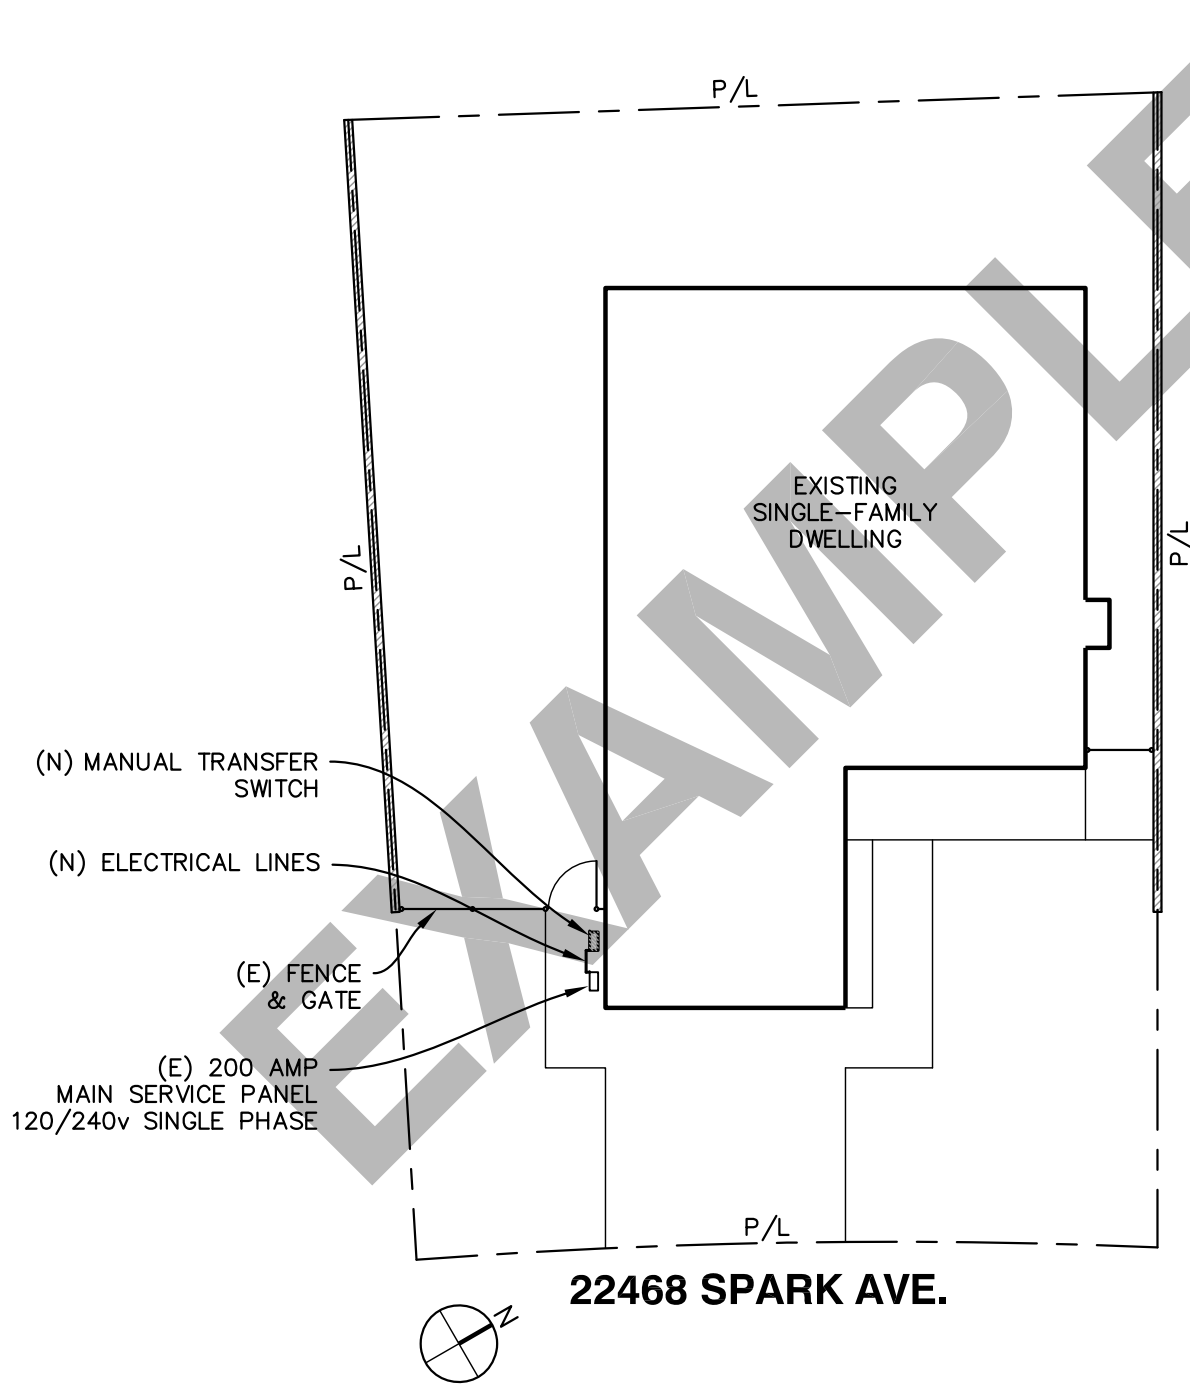 P/L
EXAMPLE
EXISTING
SINGLE-FAMILY
DWELLING
P/L
P/L
(N) MANUAL TRANSFER
SWITCH
(N) ELECTRICAL LINES
(E) FENCE
& GATE
(E) 200 AMP
MAIN SERVICE PANEL
120/240v SINGLE PHASE
P/L
22468 SPARK AVE.
N